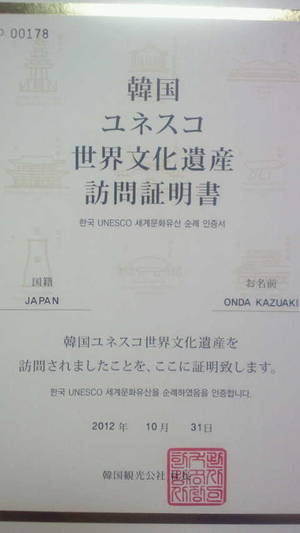 00178
韓国
ユネスコ
世界文化遺産
訪問証明書
한국 UNESCO 세계문화유산 순례 인증서
国籍 お名前
JAPAN ONDA KAZUAKI
韓国ユネスコ世界文化遺産を
訪問されましたことを、ここに証明致します。
한국 UNESCO 세계문화유산을 순례하였음을 인증합니다.
2012 年 10 月 31日
韓国観光公社 社長